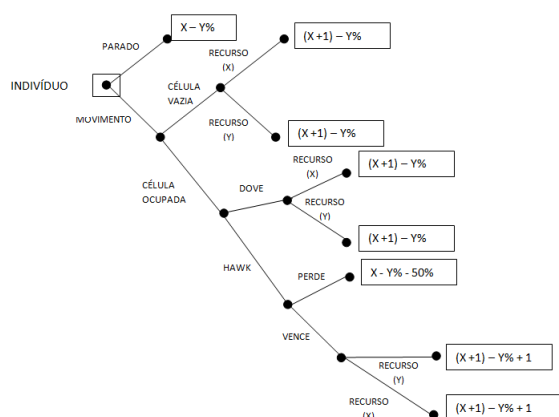 X – Y%
PARADO
(X +1) – Y%
RECURSO
(X)
INDIVÍDUO
CÉLULA
VAZIA
MOVIMENTO
RECURSO
(Y)
(X +1) – Y%
RECURSO
(X)
(X +1) – Y%
CÉLULA
OCUPADA
DOVE
RECURSO
(Y)
(X +1) – Y%
HAWK
PERDE
X - Y% - 50%
VENCE
(X +1) – Y% + 1
RECURSO
(Y)
RECURSO
(X)
(X +1) – Y% + 1